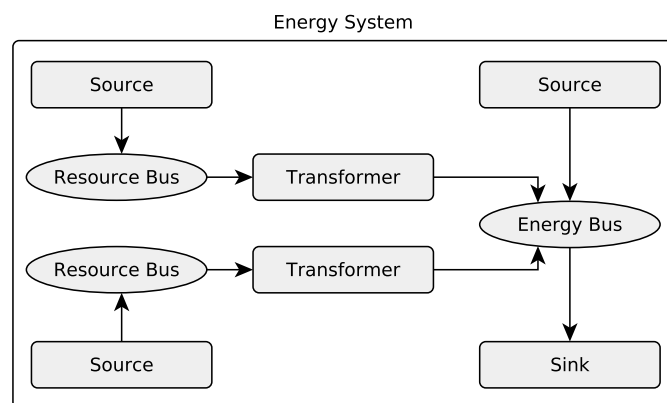 Energy System
Source
Source
Resource Bus
Transformer
Energy Bus
Resource Bus
Transformer
Source
Sink